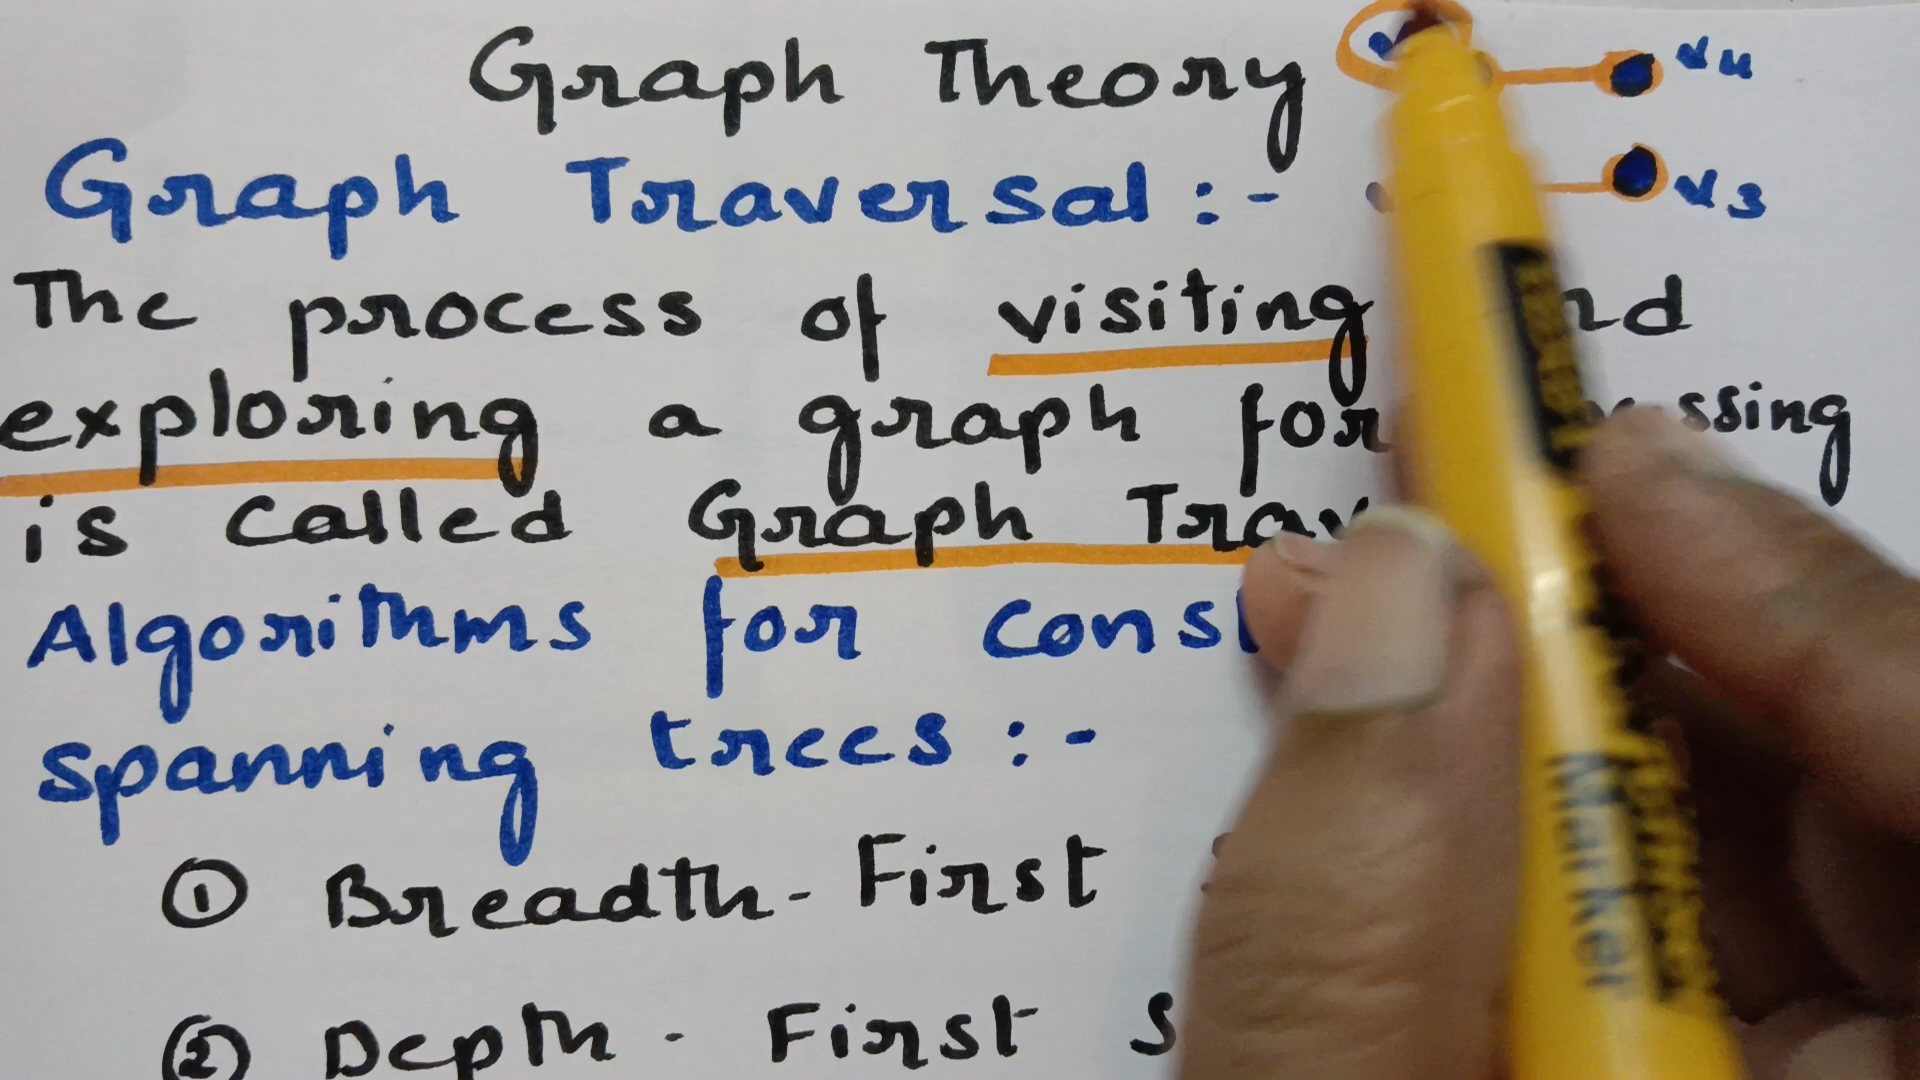 Graph Theory
v4
Graph Traversal :-
v3
The process of visiting
exploring a graph for
is called Graph
Algorithms for
spanning trees :-
① Breadth - First
② Depth - First
Marker